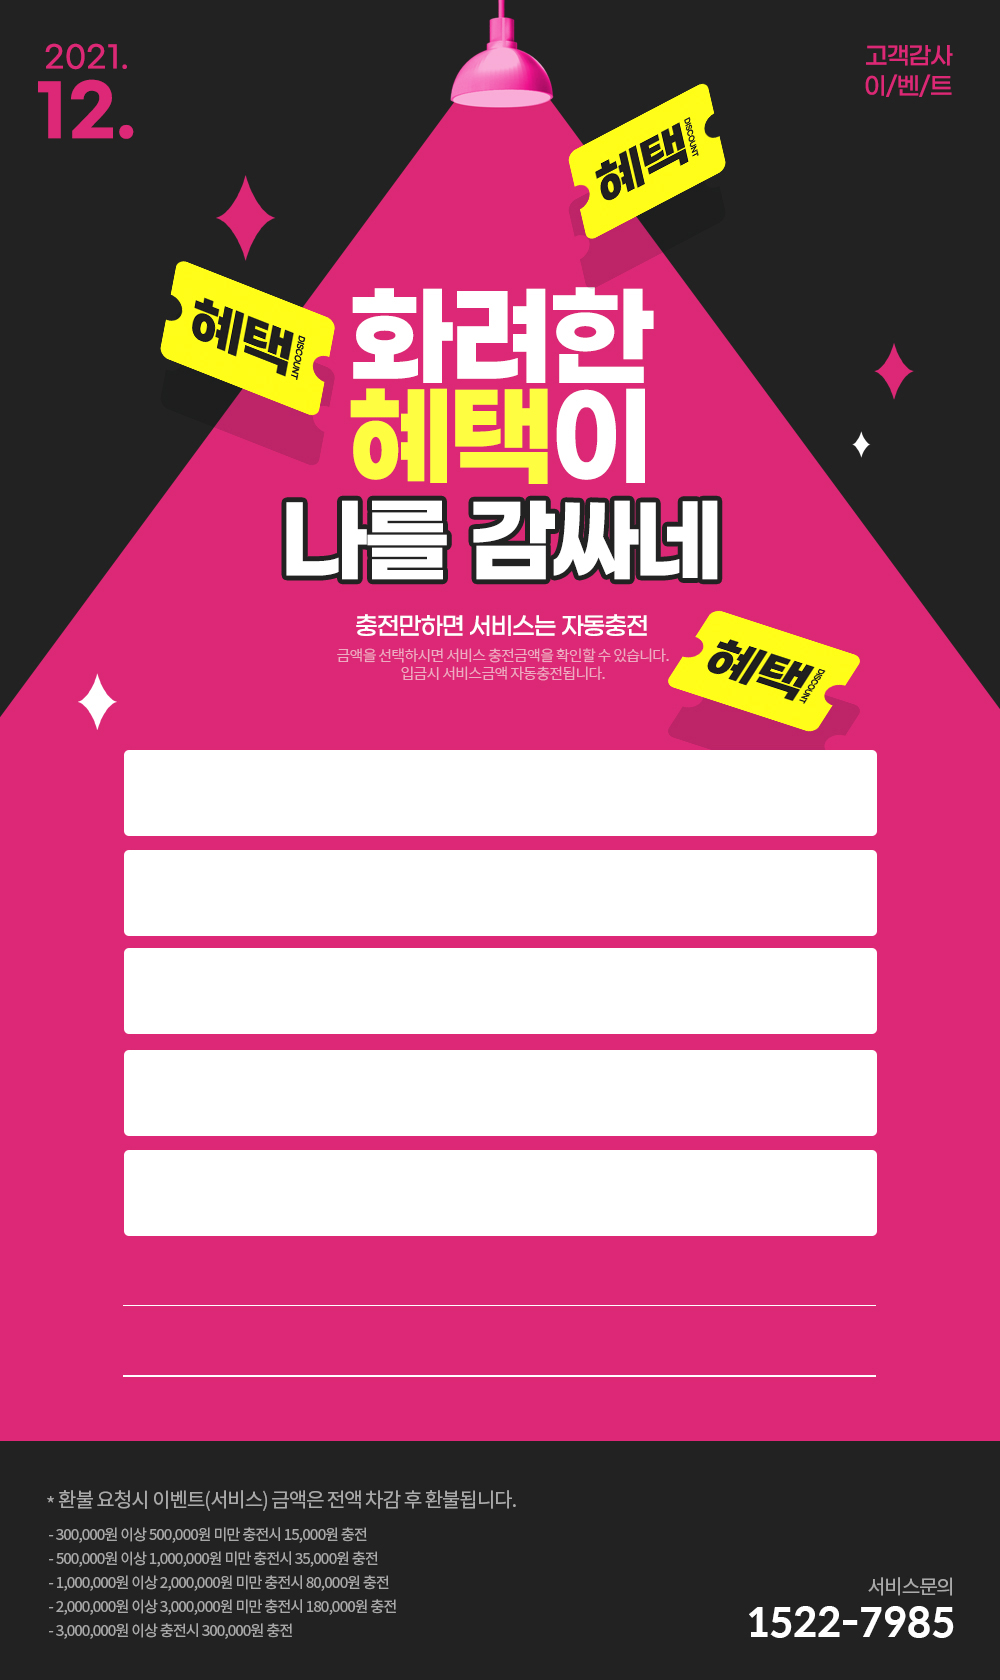 2021.
12.
고객감사
이/벤/트
혜택
DISCOUNT
혜택
DISCOUNT
화려한
혜택이
나를 감싸네
충전만하면 서비스는 자동충전
금액을 선택하시면 서비스 충전금액을 확인할 수 있습니다.
입금시 서비스금액 자동충전됩니다.
혜택
DISCOUNT
* 환불 요청시 이벤트(서비스) 금액은 전액 차감 후 환불됩니다.
- 300,000원 이상 500,000원 미만 충전시 15,000원 충전
- 500,000원 이상 1,000,000원 미만 충전시 35,000원 충전
- 1,000,000원 이상 2,000,000원 미만 충전시 80,000원 충전
- 2,000,000원 이상 3,000,000원 미만 충전시 180,000원 충전
- 3,000,000원 이상 충전시 300,000원 충전
서비스문의
1522-7985